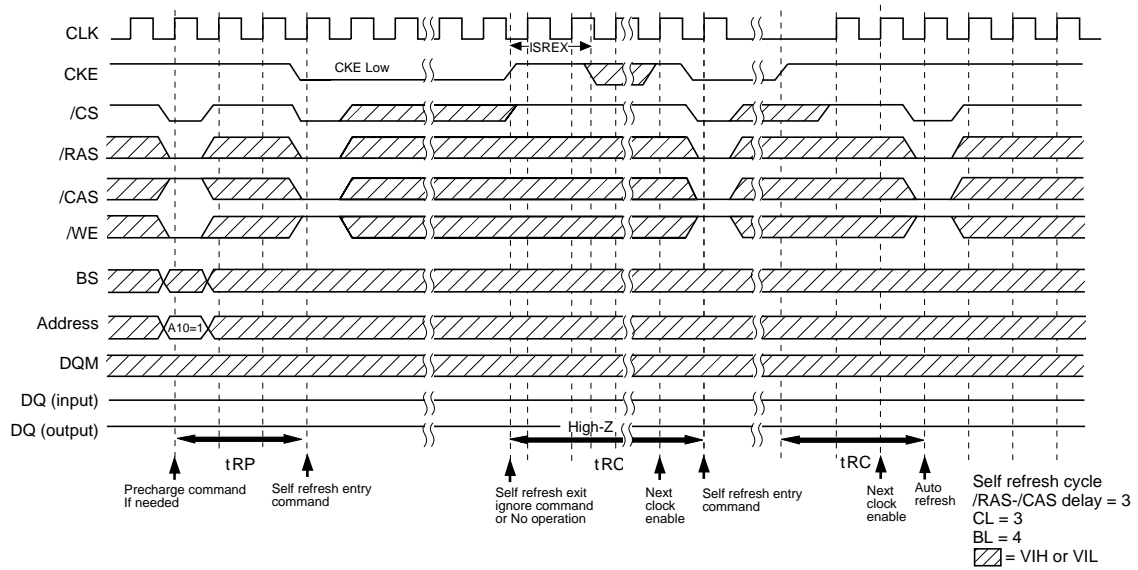 CLK
ISREX
CKE
CKE Low
/CS
/RAS
/CAS
/WE
BS
Address
A10=1
DQM
DQ (input)
DQ (output)
High-Z
tRP
tRC
tRC
Precharge command
If needed
Self refresh entry
command
Self refresh exit
ignore command
or No operation
Next
clock
enable
Self refresh entry
command
Next
clock
enable
Auto
refresh
Self refresh cycle
/RAS-/CAS delay = 3
CL = 3
BL = 4
= VIH or VIL